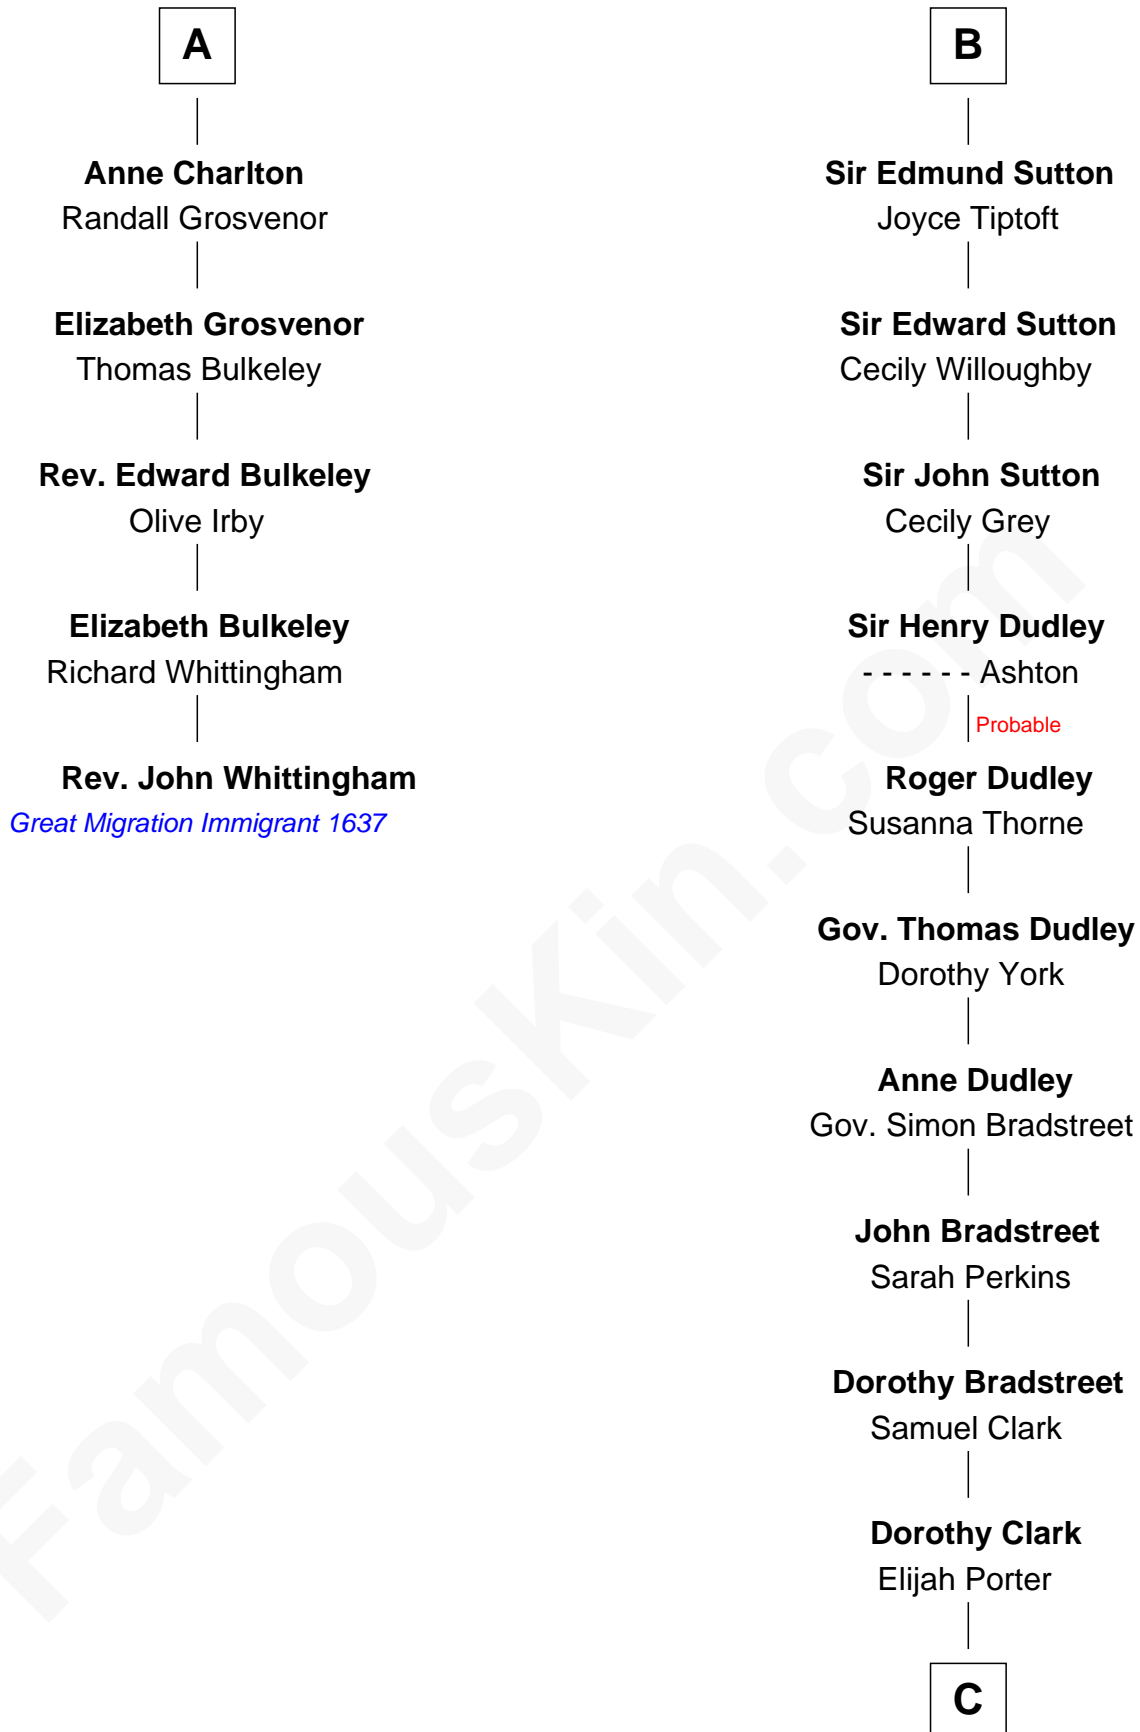 A
Anne Charlton
Randall Grosvenor
Elizabeth Grosvenor
Thomas Bulkeley
Rev. Edward Bulkeley
Olive Irby
Elizabeth Bulkeley
Richard Whittingham
Rev. John Whittingham
Great Migration Immigrant 1637
B
Sir Edmund Sutton
Joyce Tiptoft
Sir Edward Sutton
Cecily Willoughby
Sir John Sutton
Cecily Grey
Sir Henry Dudley
- - - - - - Ashton
Probable
Roger Dudley
Susanna Thorne
Gov. Thomas Dudley
Dorothy York
Anne Dudley
Gov. Simon Bradstreet
John Bradstreet
Sarah Perkins
Dorothy Bradstreet
Samuel Clark
Dorothy Clark
Elijah Porter
C
FamousKin.com